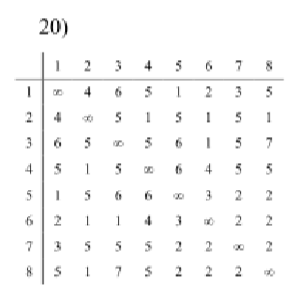 20)
1 2 3 4 5 6 7 8
1 ∞ 4 6 5 1 2 3 5
2 4 ∞ 5 1 5 1 5 1
3 6 5 ∞ 5 6 1 5 7
4 5 1 5 ∞ 6 4 5 5
5 1 5 6 6 ∞ 3 2 2
6 2 1 1 4 3 ∞ 2 2
7 3 5 5 5 2 2 ∞ 2
8 5 1 7 5 2 2 2 ∞